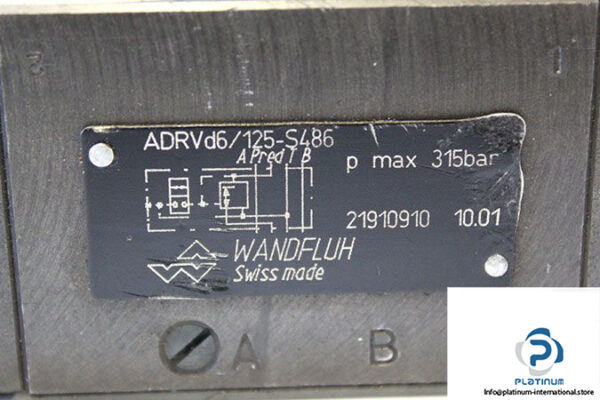 ADRVd6/125-S486
A Pred T B
p max 315bar
21910910 10.01
WANDFLUH
Swiss made
A
B
PLATINUM
Info@platinum-international.store